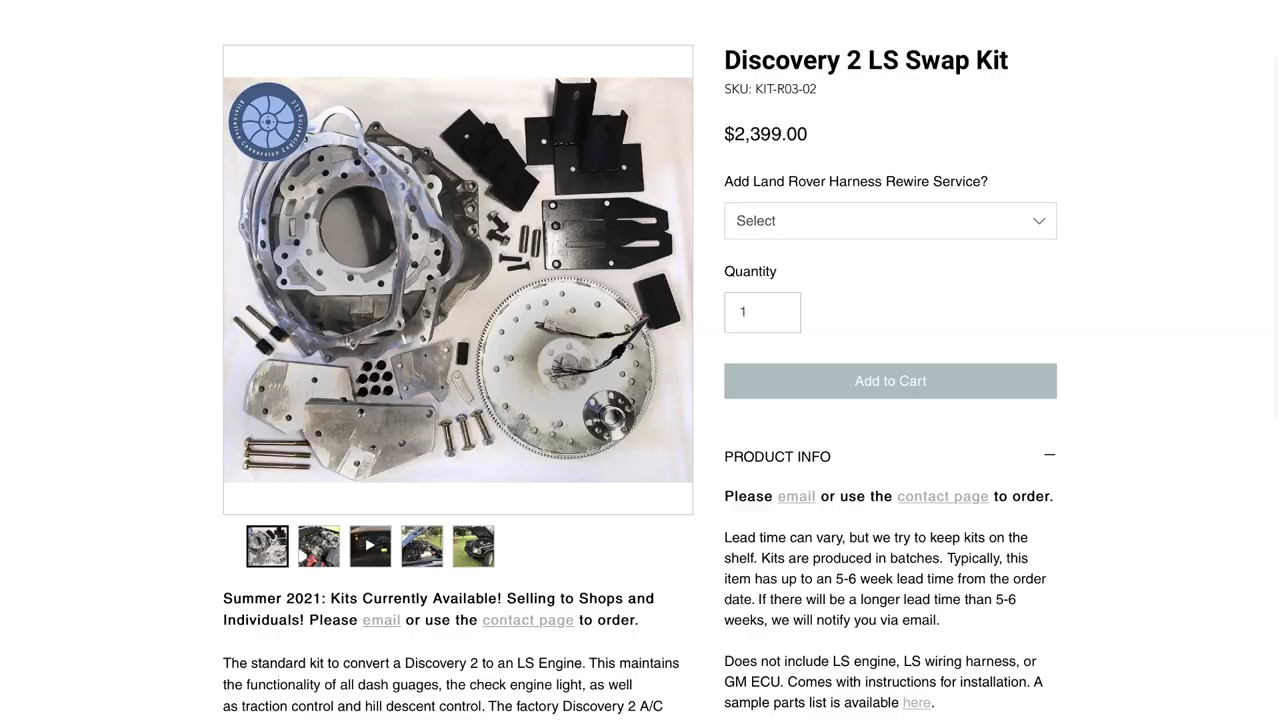 Discovery 2 LS Swap Kit
SKU: KIT-R03-02
$2,399.00
Add Land Rover Harness Rewire Service?
Select
Quantity
1
Add to Cart
PRODUCT INFO
Please email or use the contact page to order.
Lead time can vary, but we try to keep kits on the
shelf. Kits are produced in batches. Typically, this
item has up to an 5-6 week lead time from the order
date. If there will be a longer lead time than 5-6
weeks, we will notify you via email.
Does not include LS engine, LS wiring harness, or
GM ECU. Comes with instructions for installation. A
sample parts list is available here.
Summer 2021: Kits Currently Available! Selling to Shops and
Individuals! Please email or use the contact page to order.
The standard kit to convert a Discovery 2 to an LS Engine. This maintains
the functionality of all dash guages, the check engine light, as well
as traction control and hill descent control. The factory Discovery 2 A/C